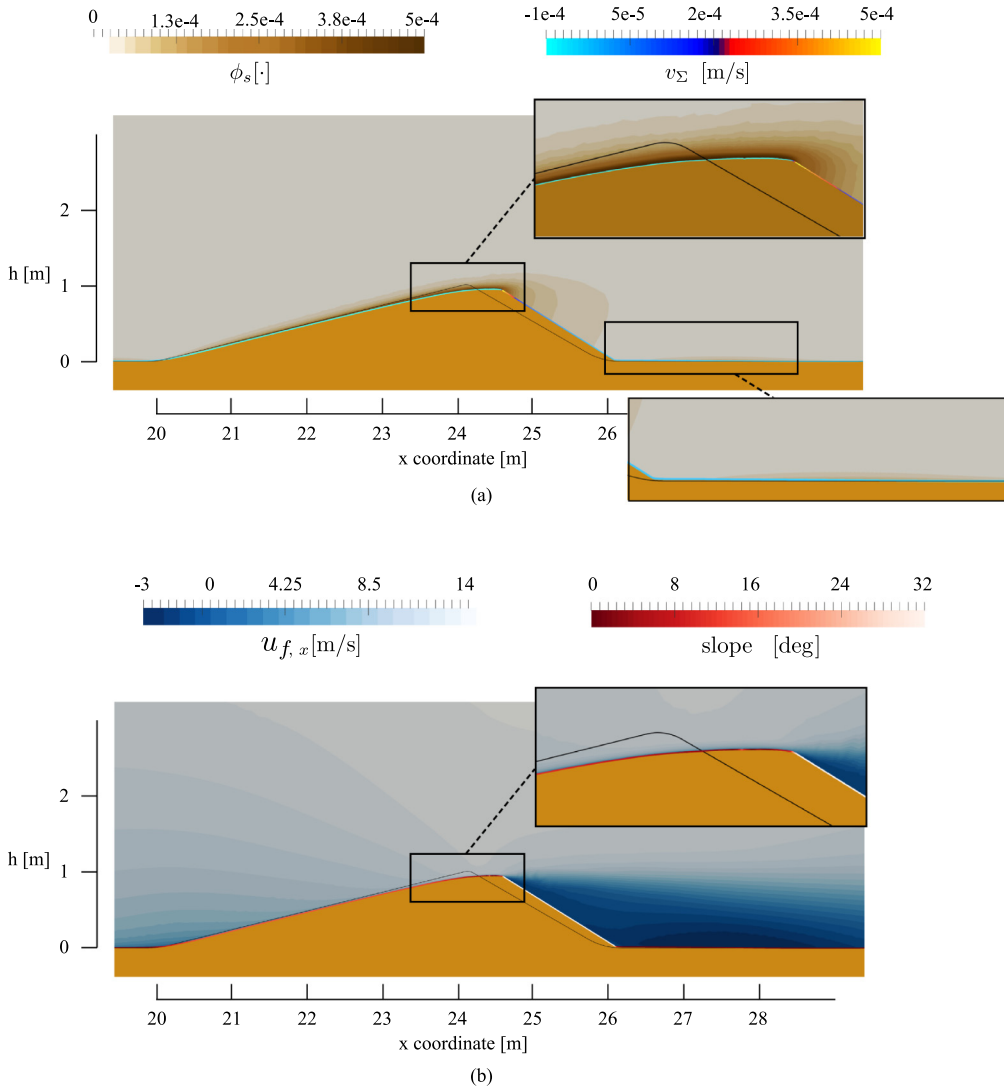 0 1.3e-4 2.5e-4 3.8e-4 5e-4
-1e-4 5e-5 2e-4 3.5e-4 5e-4
ϕₛ[·]
v_Σ [m/s]
2
h [m]
1
0
20 21 22 23 24 25 26
x coordinate [m]
(a)
-3 0 4.25 8.5 14
0 8 16 24 32
u_{f, x}[m/s]
slope [deg]
2
h [m]
1
0
20 21 22 23 24 25 26 27 28
x coordinate [m]
(b)